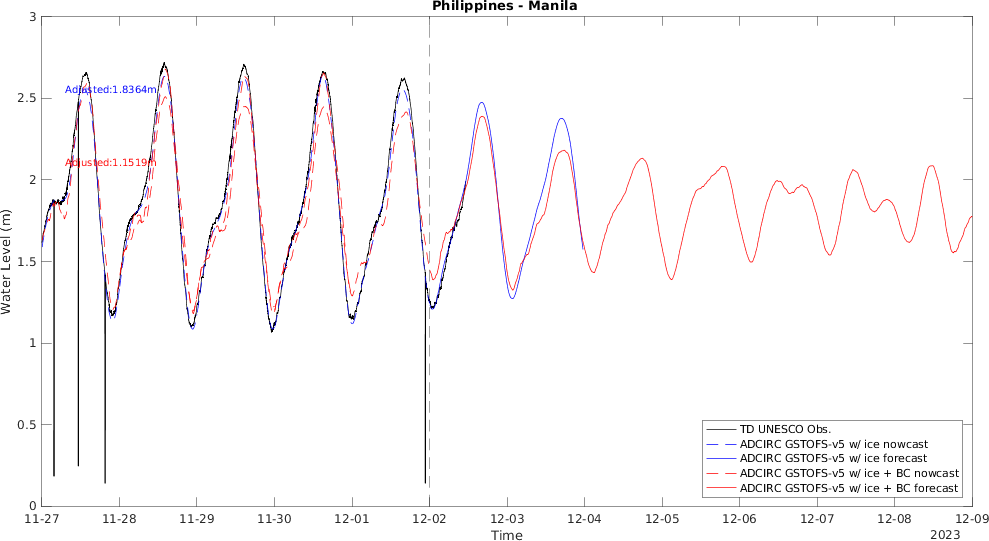 Philippines - Manila
3
2.5
2
1.5
1
0.5
0
Water Level (m)
Adjusted:1.8364m
Adjusted:1.1519m
TD UNESCO Obs.
ADCIRC GSTOFS-v5 w/ ice nowcast
ADCIRC GSTOFS-v5 w/ ice forecast
ADCIRC GSTOFS-v5 w/ ice + BC nowcast
ADCIRC GSTOFS-v5 w/ ice + BC forecast
11-27 11-28 11-29 11-30 12-01 12-02 12-03 12-04 12-05 12-06 12-07 12-08 12-09
Time
2023